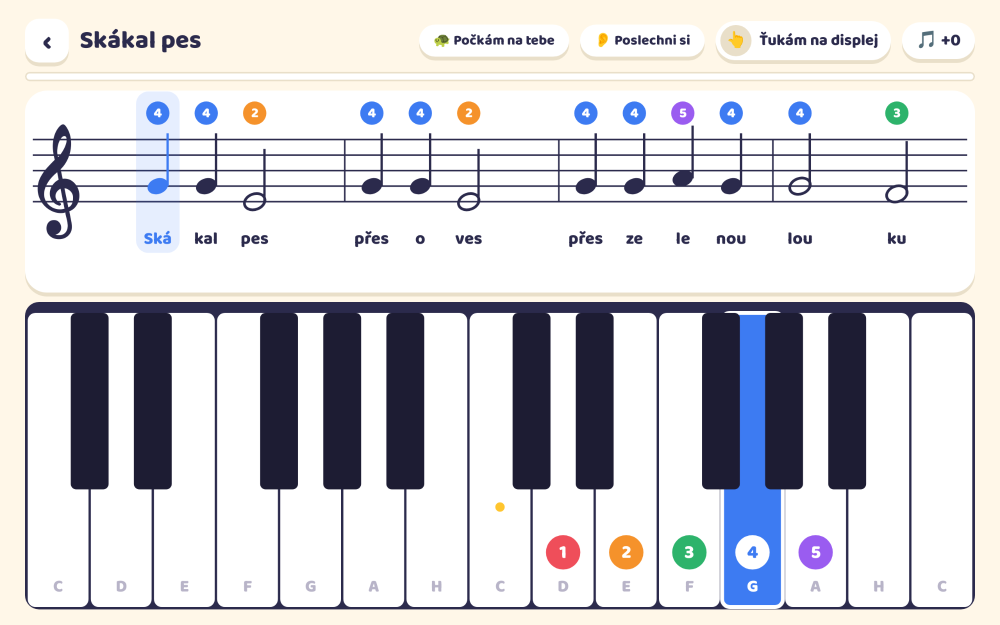 ‹ Skákal pes 🐢 Počkám na tebe 👂 Poslechni si 👆 Ťukám na displej 🎵 +0
4 4 2 4 4 2 4 4 5 4 4 3
Ská kal pes přes o ves přes ze le nou lou ku
1 2 3 4 5
C D E F G A H C D E F G A H C